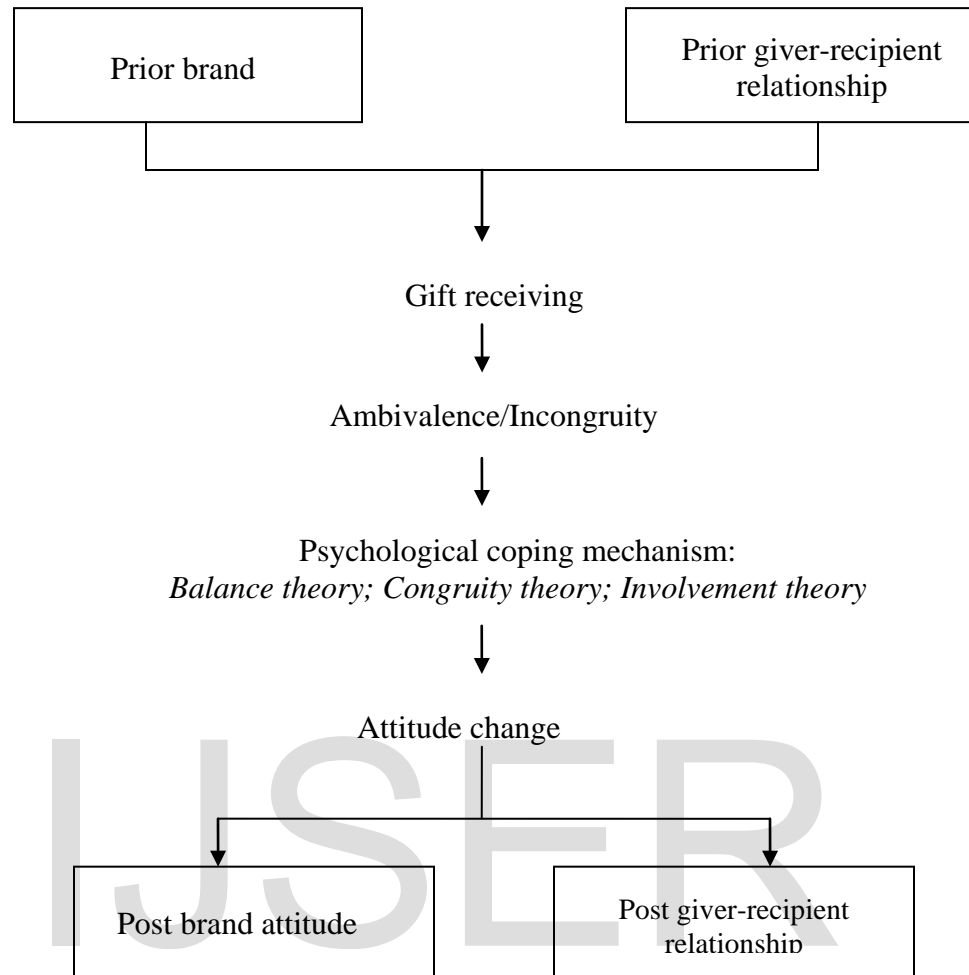 Prior brand
Prior giver-recipient
relationship
Gift receiving
Ambivalence/Incongruity
Psychological coping mechanism:
Balance theory; Congruity theory; Involvement theory
Attitude change
IJSER
Post brand attitude
Post giver-recipient
relationship